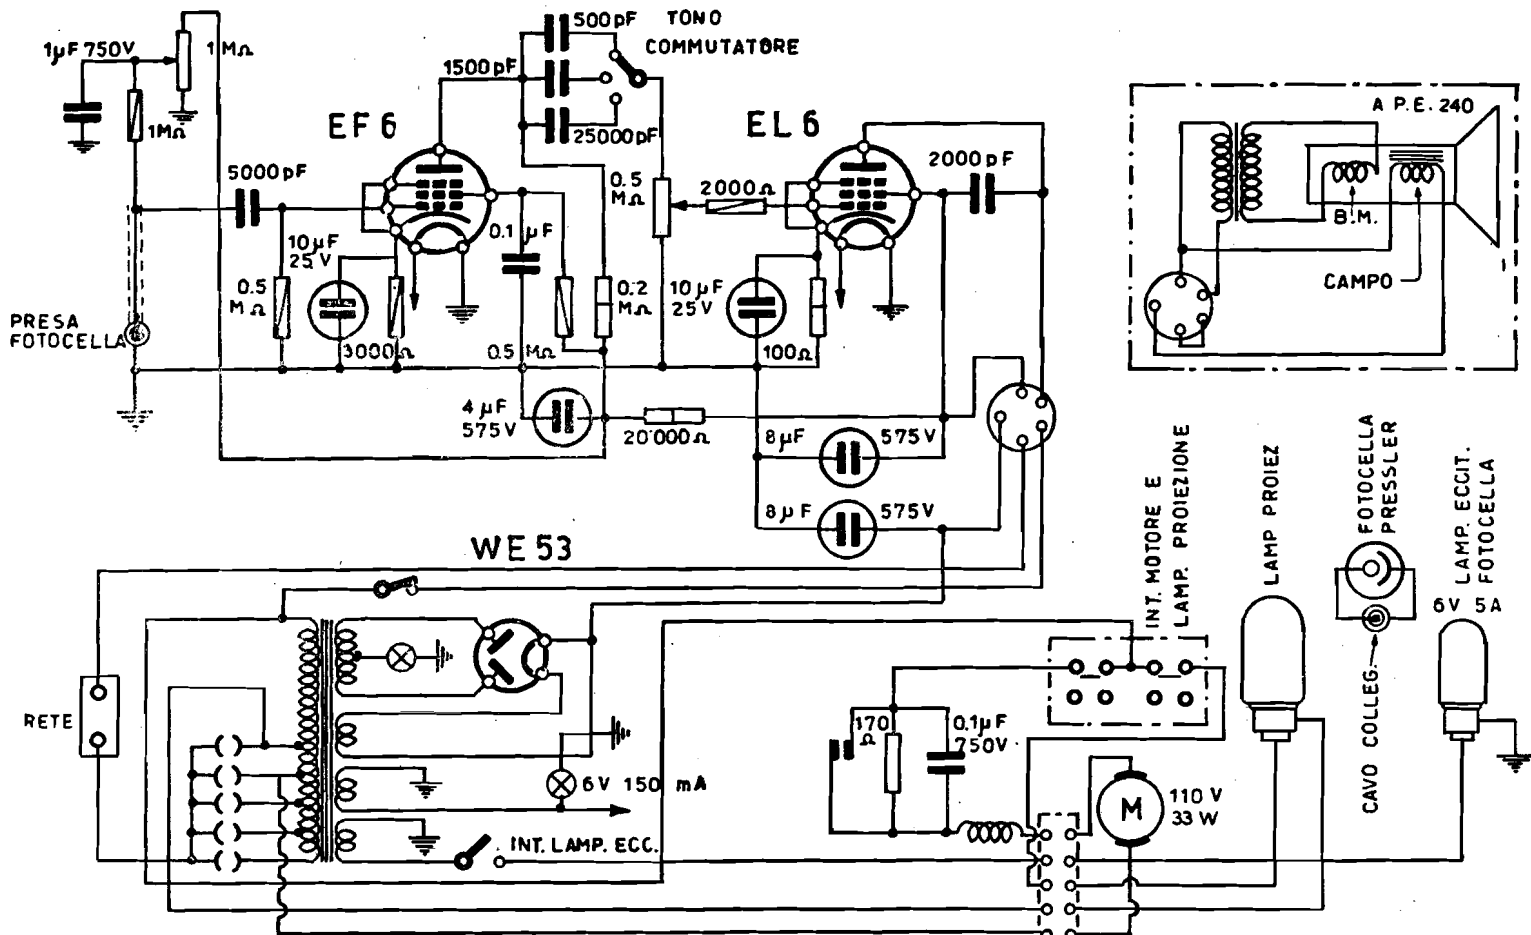 500pF
TONO
COMMUTATORE
1µF 750V
1MΩ
1500pF
1MΩ
25000pF
EF6
EL6
A P.E. 240
5000pF
2000pF
0.5 MΩ
2000Ω
B.M.
CAMPO
10µF 25V
0.1µF
0.5 MΩ
0.2 MΩ
10µF 25V
PRESA
FOTOCELLA
3000Ω
0.5 MΩ
100Ω
4µF
575V
20000Ω
8µF
575V
8µF
575V
WE53
INT. MOTORE E
LAMP. PROIEZIONE
LAMP PROIEZ
FOTOCELLA
PRESSLER
LAMP. ECCIT.
FOTOCELLA
6V 5A
CAVO COLLEG.
RETE
170 Ω
0.1µF
750V
6V 150 mA
M
110 V
33 W
INT. LAMP. ECC.